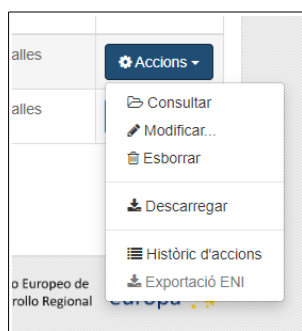 alles
Accions
alles
Consultar
Modificar...
Esborrar
Descarregar
Històric d'accions
Exportació ENI
o Europeo de
rrollo Regional
europa